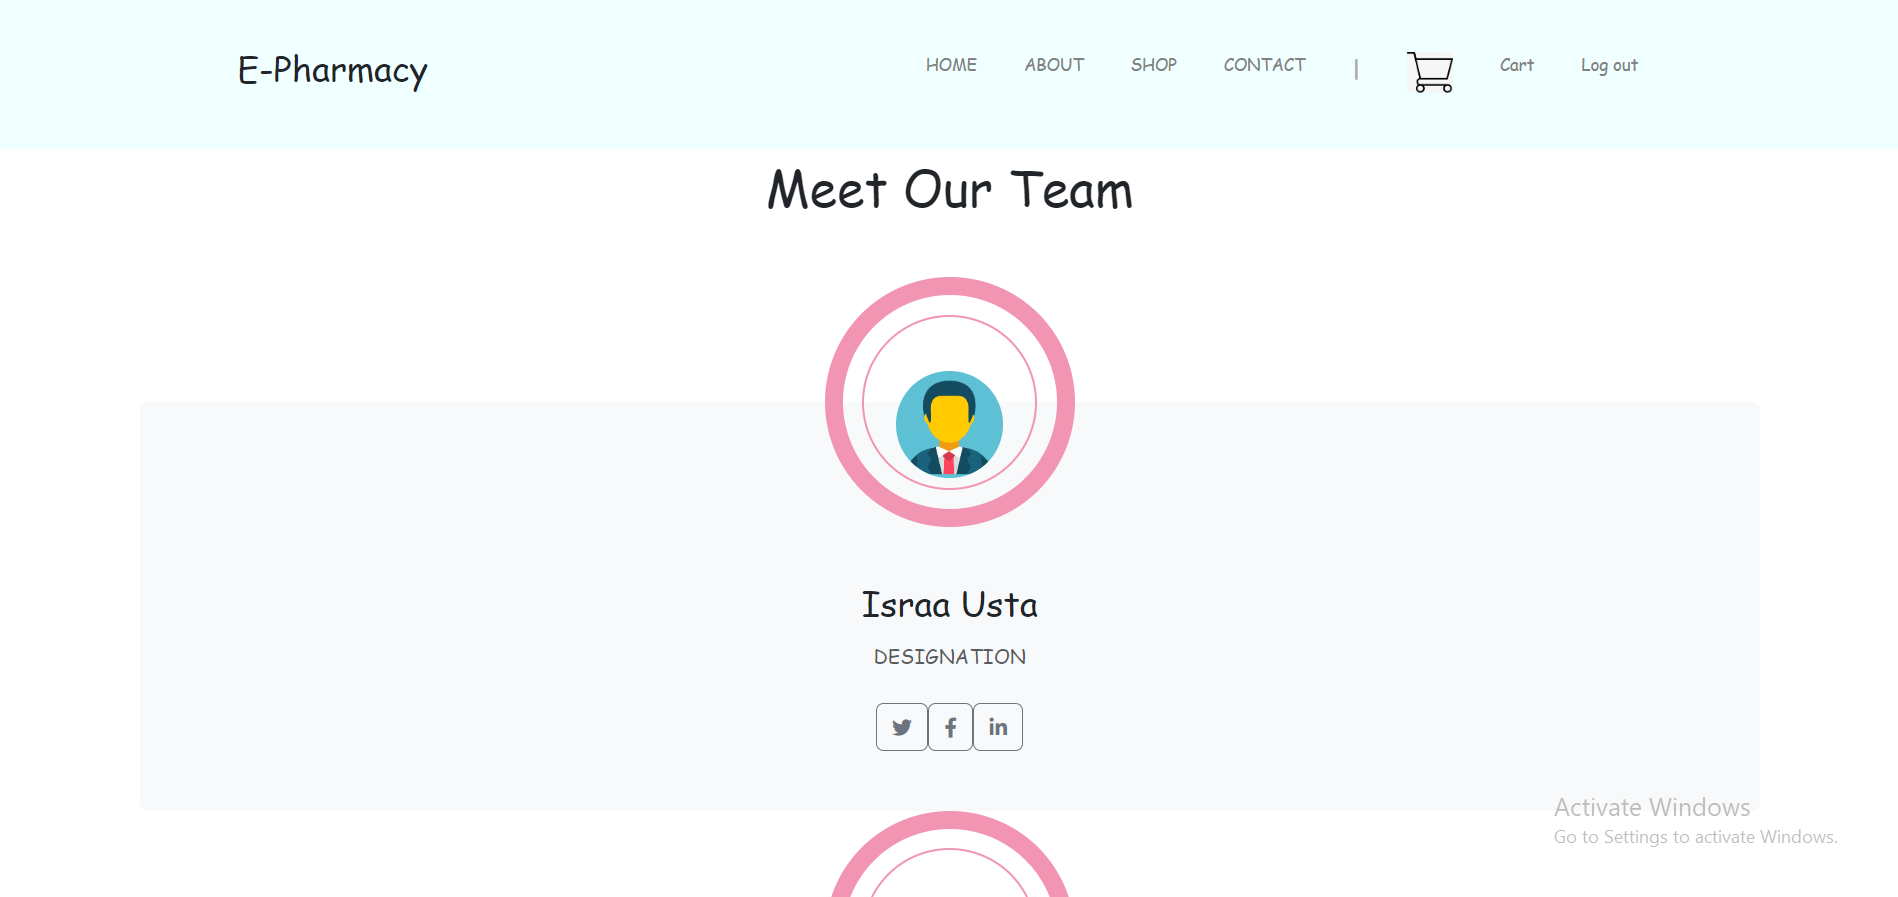 E-Pharmacy
HOME ABOUT SHOP CONTACT | Cart Log out
Meet Our Team
Israa Usta
DESIGNATION
Activate Windows
Go to Settings to activate Windows.